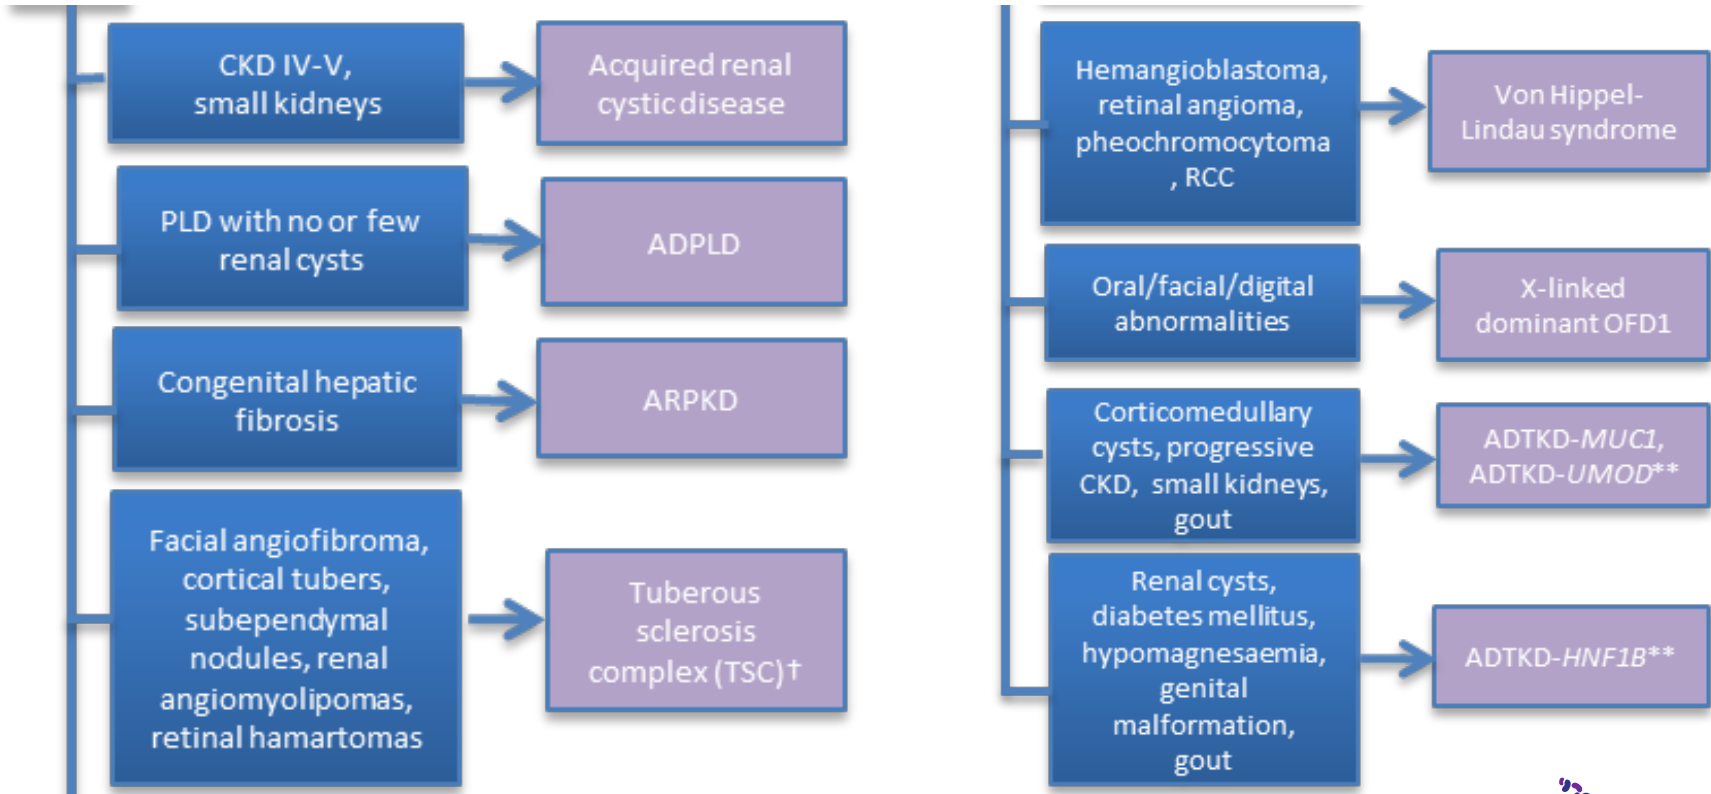 CKD IV-V,
small kidneys
Acquired renal
cystic disease
PLD with no or few
renal cysts
ADPLD
Congenital hepatic
fibrosis
ARPKD
Facial angiofibroma,
cortical tubers,
subependymal
nodules, renal
angiomyolipomas,
retinal hamartomas
Tuberous
sclerosis
complex (TSC)†
Hemangioblastoma,
retinal angioma,
pheochromocytoma
, RCC
Von Hippel-
Lindau syndrome
Oral/facial/digital
abnormalities
X-linked
dominant OFD1
Corticomedullary
cysts, progressive
CKD, small kidneys,
gout
ADTKD-MUC1,
ADTKD-UMOD**
Renal cysts,
diabetes mellitus,
hypomagnesaemia,
genital
malformation,
gout
ADTKD-HNF1B**